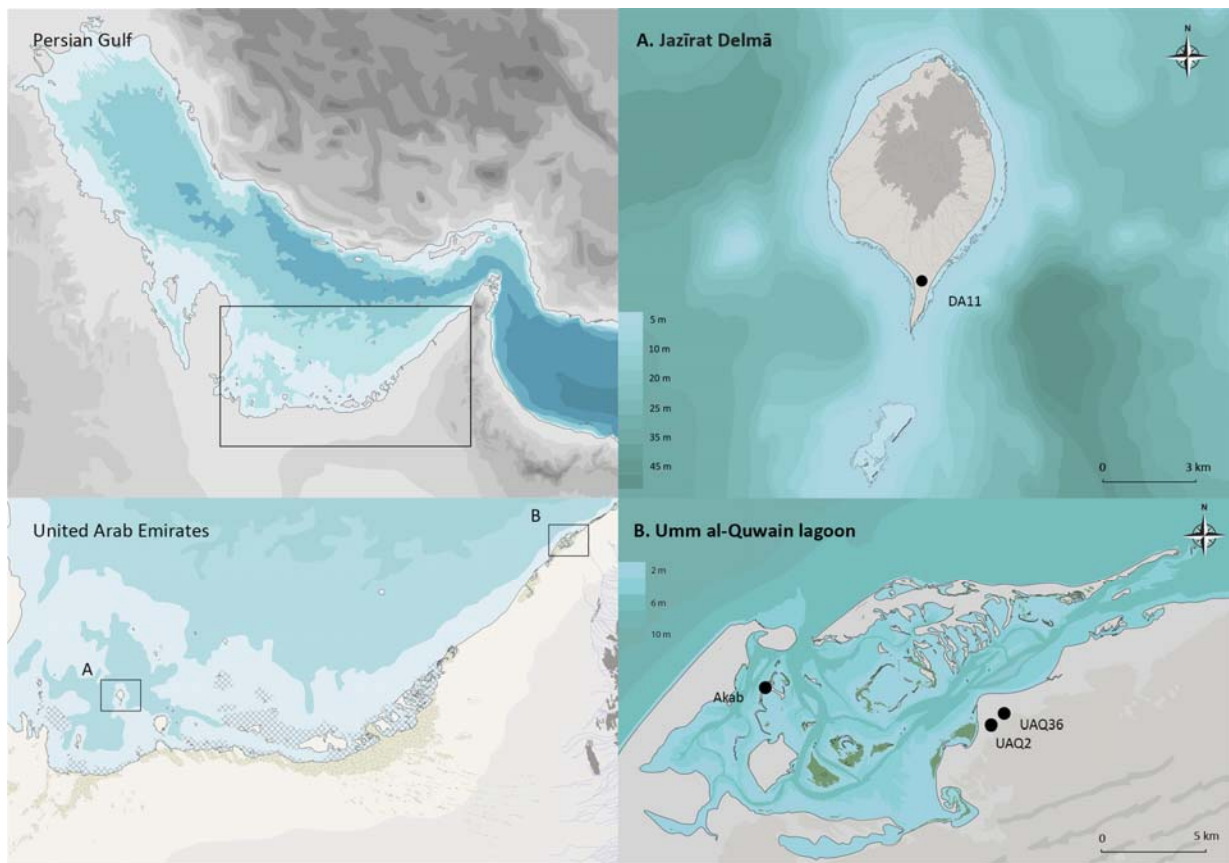 Persian Gulf
A. Jazīrat Delmā
N
DA11
5 m
10 m
20 m
25 m
35 m
45 m
0 3 km
United Arab Emirates
B
A
B. Umm al-Quwain lagoon
N
2 m
6 m
10 m
Akab
UAQ36
UAQ2
0 5 km